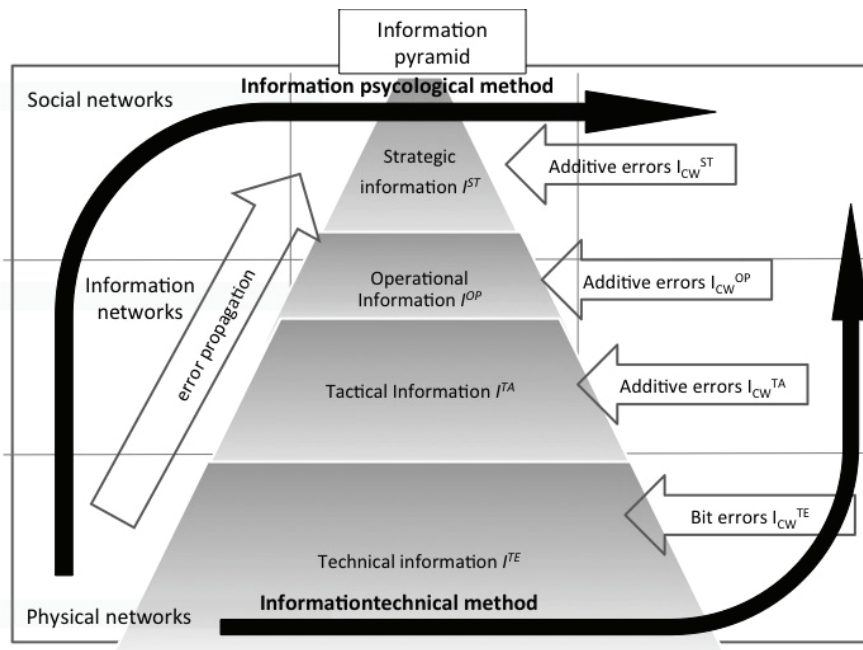 Information
pyramid
Information psycological method
Social networks
Strategic
information I^ST
Additive errors I_CW^ST
Operational
Information I^OP
Additive errors I_CW^OP
Information
networks
error propagation
Tactical Information I^TA
Additive errors I_CW^TA
Bit errors I_CW^TE
Technical information I^TE
Informationtechnical method
Physical networks